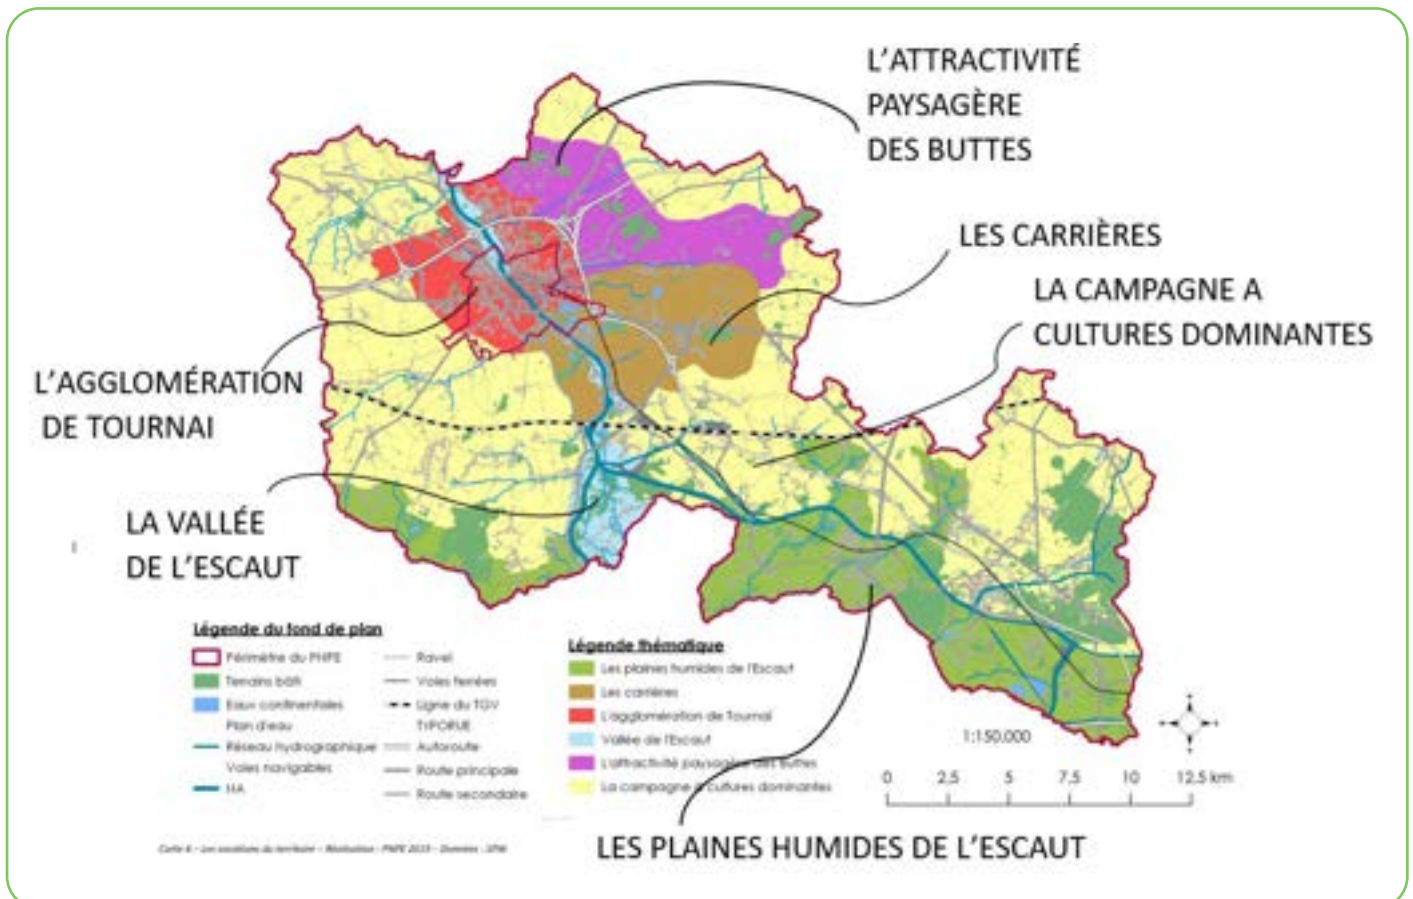 L'ATTRACTIVITÉ
PAYSAGÈRE
DES BUTTES
LES CARRIÈRES
LA CAMPAGNE A
CULTURES DOMINANTES
L'AGGLOMÉRATION
DE TOURNAI
LA VALLÉE
DE L'ESCAUT
Légende du fond de plan
Périmètre du PNPE
Terrains bâti
Eaux continentales
Plan d'eau
Réseau hydrographique
Voies navigables
Ravel
Voies ferrées
Ligne du TGV
Autoroute
Route principale
Route secondaire
Légende thématique
Les plaines humides de l'Escaut
Les carrières
L'agglomération de Tournai
Vallée de l'Escaut
L'attractivité paysagère des Buttes
La campagne à cultures dominantes
1:150.000
0 2,5 5 7,5 10 12,5 km
LES PLAINES HUMIDES DE L'ESCAUT